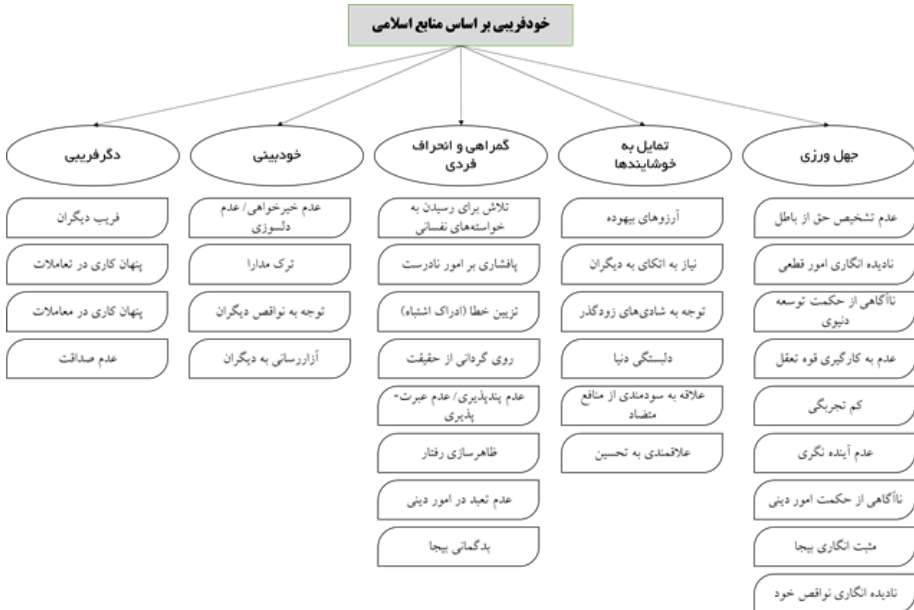 خودفریبی بر اساس منابع اسلامی
جهل ورزی
تمایل به
خوشایندها
گمراهی و انحراف
فردی
خودبینی
دگرفریبی
عدم تشخیص حق از باطل
نادیده انگاری امور قطعی
ناآگاهی از حکمت توسعه
دنیوی
عدم به کارگیری قوه تعقل
کم تجربگی
عدم آینده نگری
ناآگاهی از حکمت امور دینی
مثبت انگاری بیجا
نادیده انگاری نواقص خود
آرزوهای بیهوده
نیاز به اتکای به دیگران
توجه به شادی‌های زودگذر
دلبستگی دنیا
علاقه به سودمندی از منافع
متضاد
علاقمندی به تحسین
تلاش برای رسیدن به
خواسته‌های نفسانی
پافشاری بر امور نادرست
تزیین خطا (ادراک اشتباه)
روی گردانی از حقیقت
عدم پندپذیری/ عدم عبرت-
پذیری
ظاهرسازی رفتار
عدم تعبد در امور دینی
بدگمانی بیجا
عدم خیرخواهی/ عدم
دلسوزی
ترک مدارا
توجه به نواقص دیگران
آزاررسانی به دیگران
فریب دیگران
پنهان کاری در تعاملات
پنهان کاری در معاملات
عدم صداقت